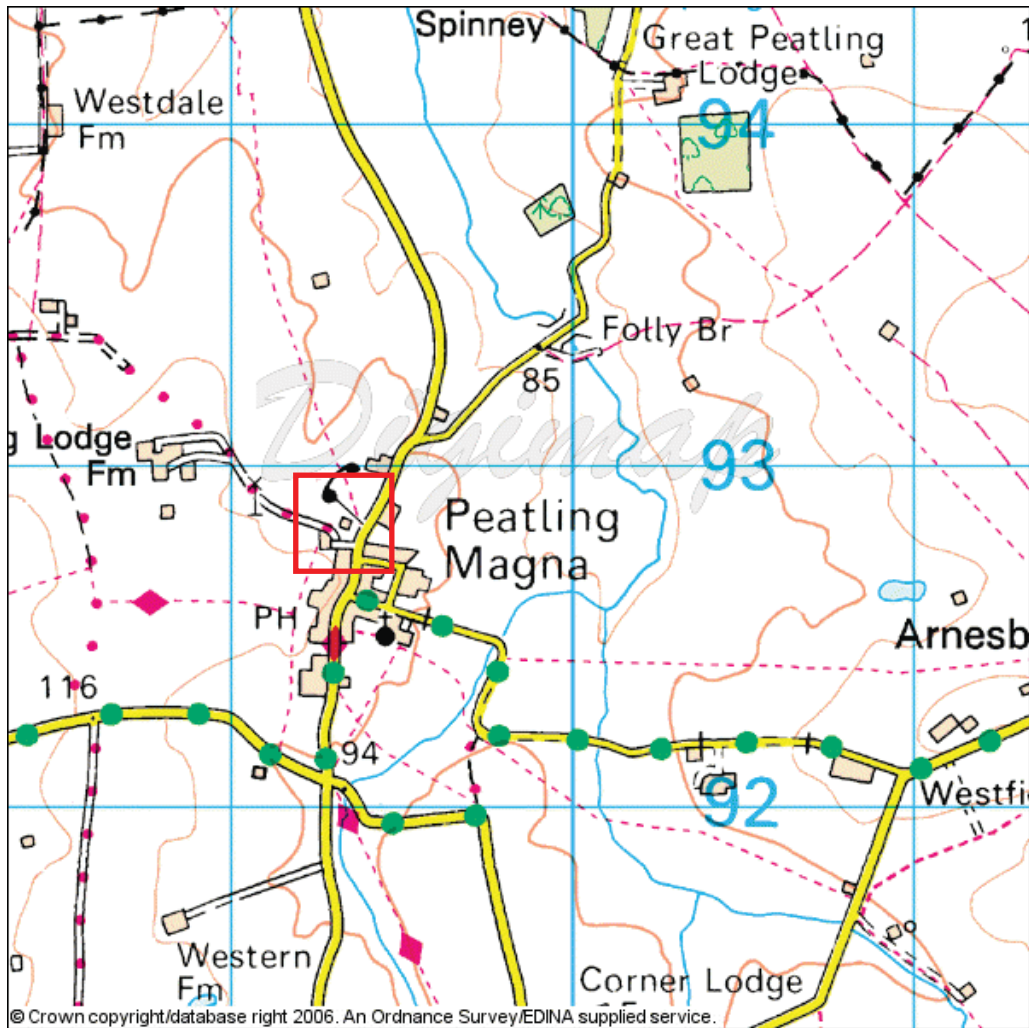 Spinney
Great Peatling
Lodge
Westdale
Fm
94
Folly Br
85
Digimap
g Lodge
Fm
93
Peatling
Magna
PH
Arnesb
116
94
92
Westfi
Western
Fm
Corner Lodge
© Crown copyright/database right 2006. An Ordnance Survey/EDINA supplied service.